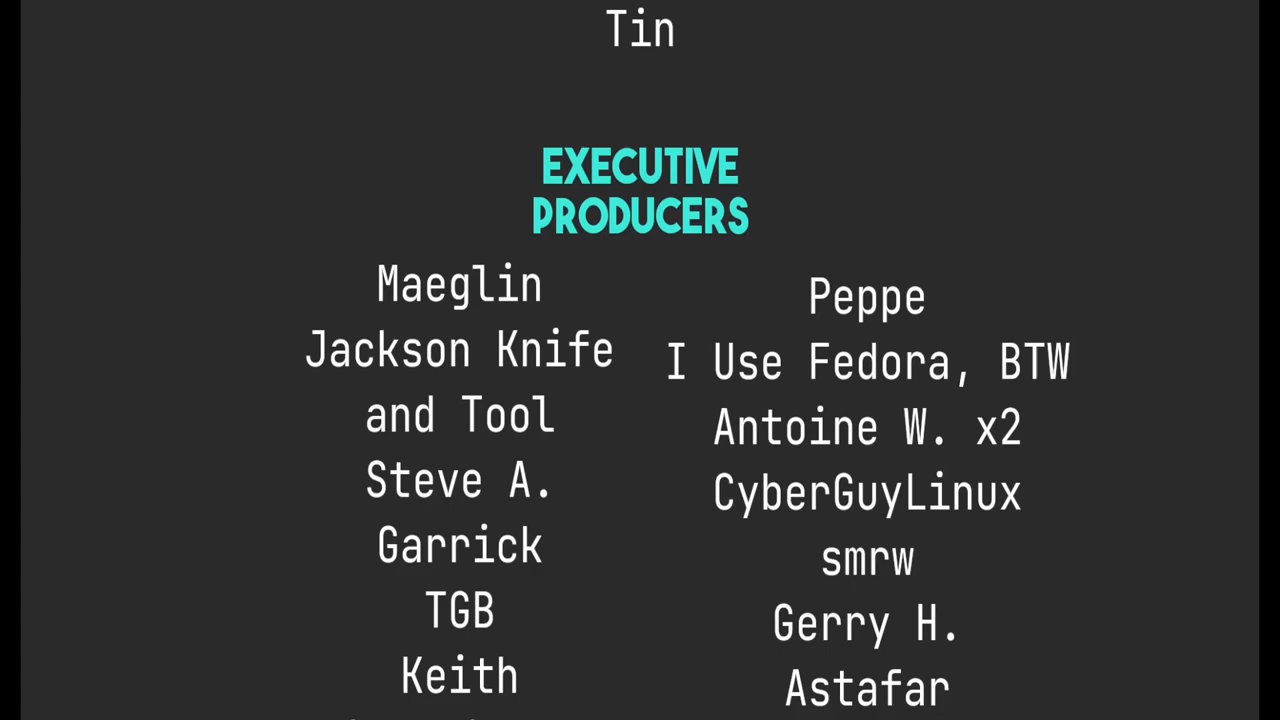 Tin
EXECUTIVE
PRODUCERS
Maeglin
Jackson Knife
and Tool
Steve A.
Garrick
TGB
Keith
Peppe
I Use Fedora, BTW
Antoine W. x2
CyberGuyLinux
smrw
Gerry H.
Astafar